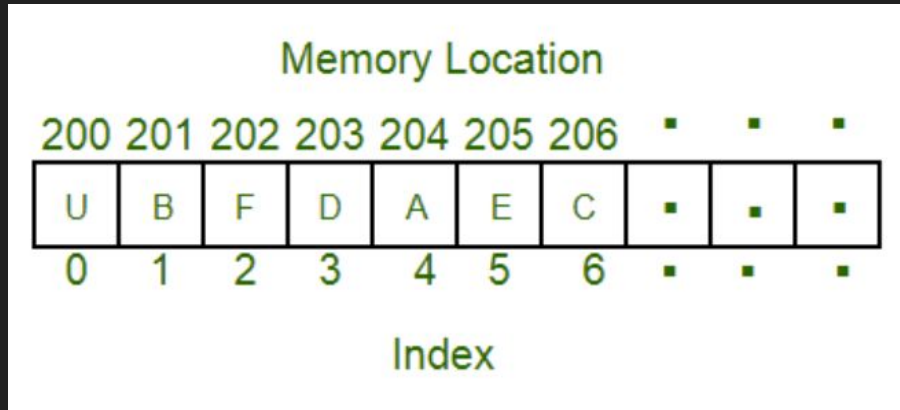 Memory Location
200 201 202 203 204 205 206 . . .
U B F D A E C . . .
0 1 2 3 4 5 6 . . .
Index